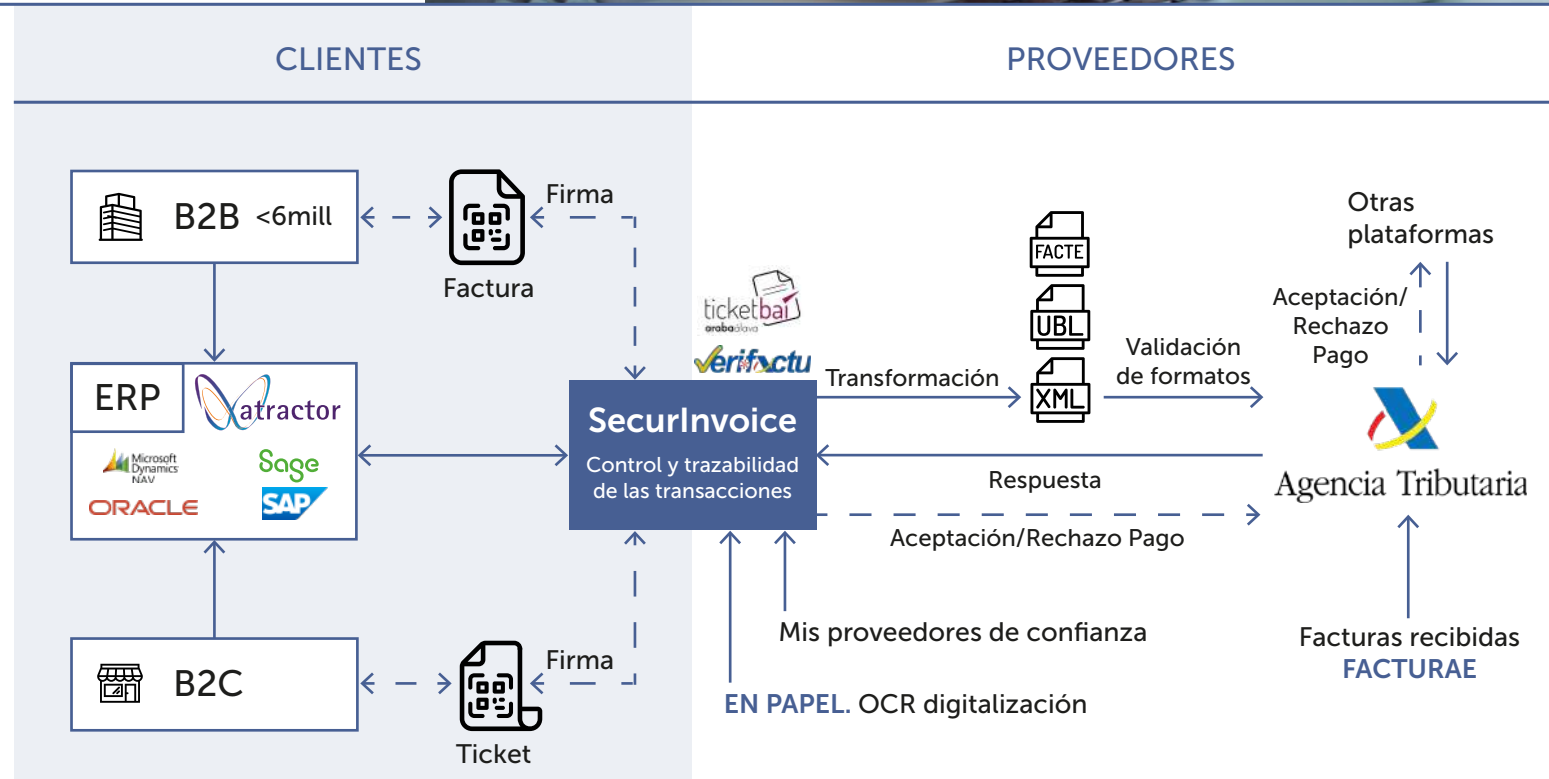 CLIENTES
PROVEEDORES
B2B <6mill
Factura
Firma
ERP
atractor
Microsoft
Dynamics
NAV
Sage
ORACLE
SAP
B2C
Ticket
Firma
ticketbai
arabaálava
Verifactu
SecurInvoice
Control y trazabilidad
de las transacciones
Transformación
FACTE
UBL
XML
Validación
de formatos
Otras
plataformas
Aceptación/
Rechazo
Pago
Agencia Tributaria
Respuesta
Aceptación/Rechazo Pago
Mis proveedores de confianza
EN PAPEL. OCR digitalización
Facturas recibidas
FACTURAE